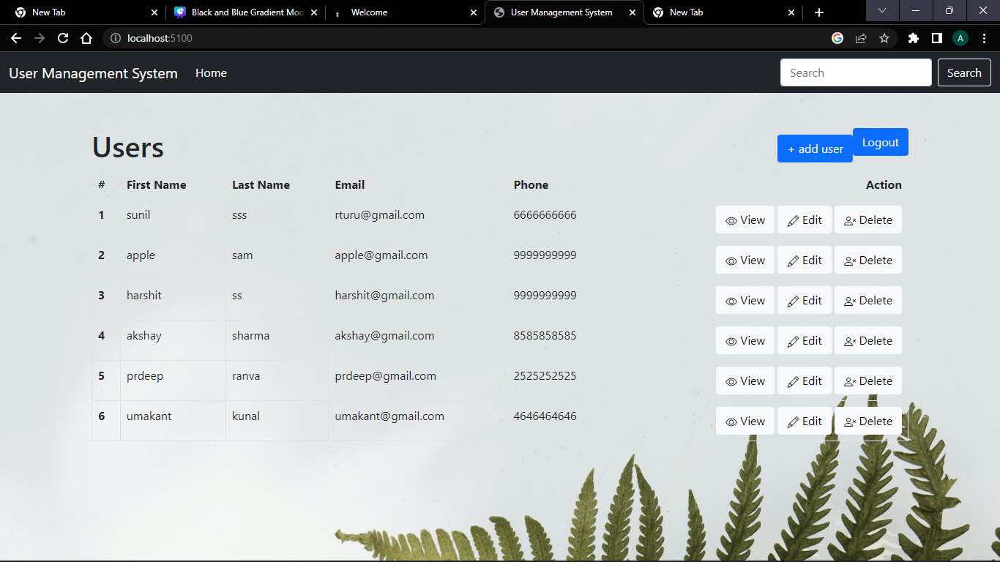 New Tab
Black and Blue Gradient Mod
Welcome
User Management System
New Tab
localhost:5100
A
User Management System Home Search Search
Users + add user Logout
# First Name Last Name Email Phone Action
1 sunil sss rturu@gmail.com 6666666666 View Edit Delete
2 apple sam apple@gmail.com 9999999999 View Edit Delete
3 harshit ss harshit@gmail.com 9999999999 View Edit Delete
4 akshay sharma akshay@gmail.com 8585858585 View Edit Delete
5 prdeep ranva prdeep@gmail.com 2525252525 View Edit Delete
6 umakant kunal umakant@gmail.com 4646464646 View Edit Delete